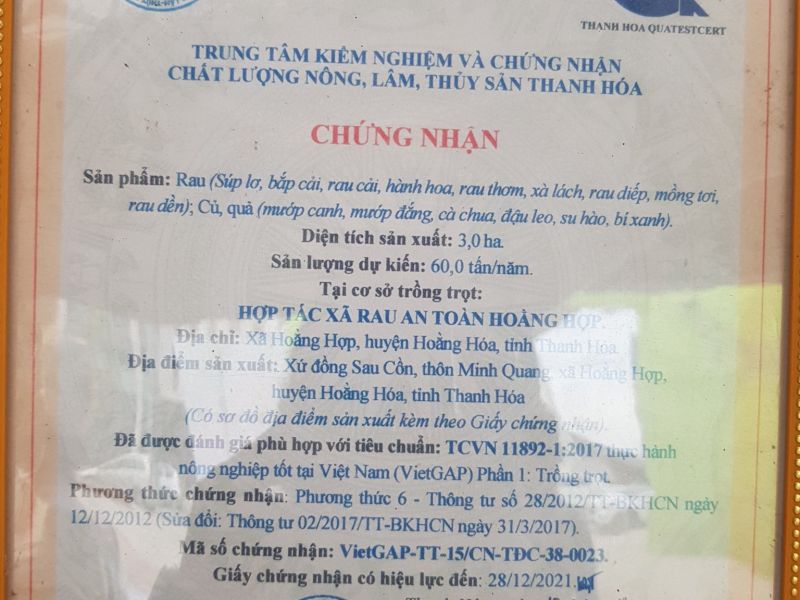 THANH HOA QUATESTCERT
TRUNG TÂM KIỂM NGHIỆM VÀ CHỨNG NHẬN
CHẤT LƯỢNG NÔNG, LÂM, THỦY SẢN THANH HÓA
CHỨNG NHẬN
Sản phẩm: Rau (Súp lơ, bắp cải, rau cải, hành hoa, rau thơm, xà lách, rau diếp, mồng tơi,
rau dền); Củ, quả (mướp canh, mướp đắng, cà chua, đậu leo, su hào, bí xanh).
Diện tích sản xuất: 3,0 ha.
Sản lượng dự kiến: 60,0 tấn/năm.
Tại cơ sở trồng trọt:
HỢP TÁC XÃ RAU AN TOÀN HOẰNG HỢP.
Địa chỉ: Xã Hoằng Hợp, huyện Hoằng Hóa, tỉnh Thanh Hóa.
Địa điểm sản xuất: Xứ đồng Sau Cồn, thôn Minh Quang, xã Hoằng Hợp,
huyện Hoằng Hóa, tỉnh Thanh Hóa
(Có sơ đồ địa điểm sản xuất kèm theo Giấy chứng nhận).
Đã được đánh giá phù hợp với tiêu chuẩn: TCVN 11892-1:2017 thực hành
nông nghiệp tốt tại Việt Nam (VietGAP) Phần 1: Trồng trọt.
Phương thức chứng nhận: Phương thức 6 - Thông tư số 28/2012/TT-BKHCN ngày
12/12/2012 (Sửa đổi: Thông tư 02/2017/TT-BKHCN ngày 31/3/2017).
Mã số chứng nhận: VietGAP-TT-15/CN-TĐC-38-0023.
Giấy chứng nhận có hiệu lực đến: 28/12/2021.